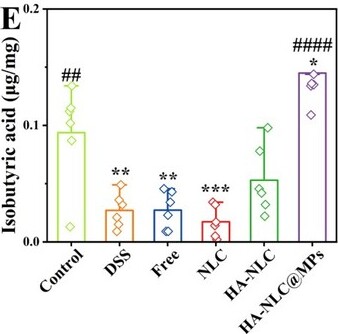 E
Isobutyric acid (μg/mg)
0.2
0.1
0.0
##
**
**
***
####
*
Control
DSS
Free
NLC
HA-NLC
HA-NLC@MPs